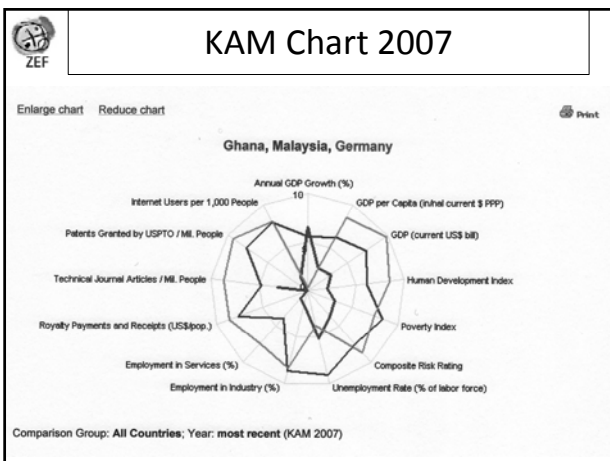 ZEF
KAM Chart 2007
Enlarge chart Reduce chart
Print
Ghana, Malaysia, Germany
Annual GDP Growth (%)
10
Internet Users per 1,000 People
GDP per Capita (in/nal current $ PPP)
Patents Granted by USPTO / Mil. People
GDP (current US$ bill)
Technical Journal Articles / Mil. People
Human Development Index
Royalty Payments and Receipts (US$/pop.)
Poverty Index
Employment in Services (%)
Composite Risk Rating
Employment in Industry (%)
Unemployment Rate (% of labor force)
Comparison Group: All Countries; Year: most recent (KAM 2007)